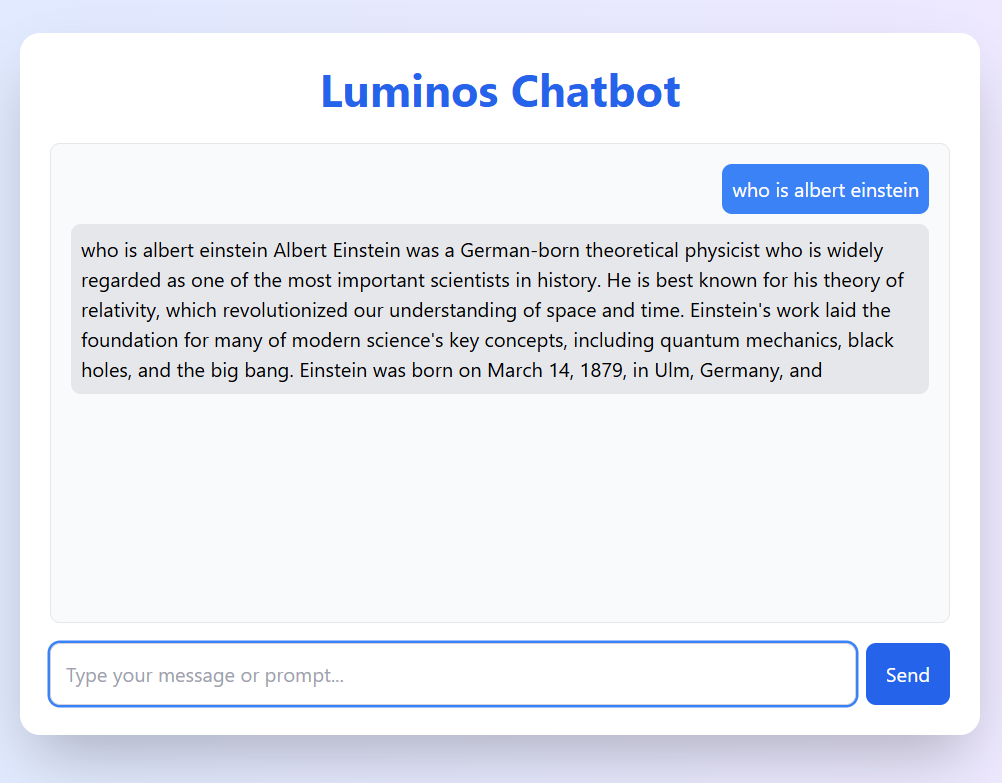 Luminos Chatbot
who is albert einstein
who is albert einstein Albert Einstein was a German-born theoretical physicist who is widely
regarded as one of the most important scientists in history. He is best known for his theory of
relativity, which revolutionized our understanding of space and time. Einstein's work laid the
foundation for many of modern science's key concepts, including quantum mechanics, black
holes, and the big bang. Einstein was born on March 14, 1879, in Ulm, Germany, and
Type your message or prompt...
Send